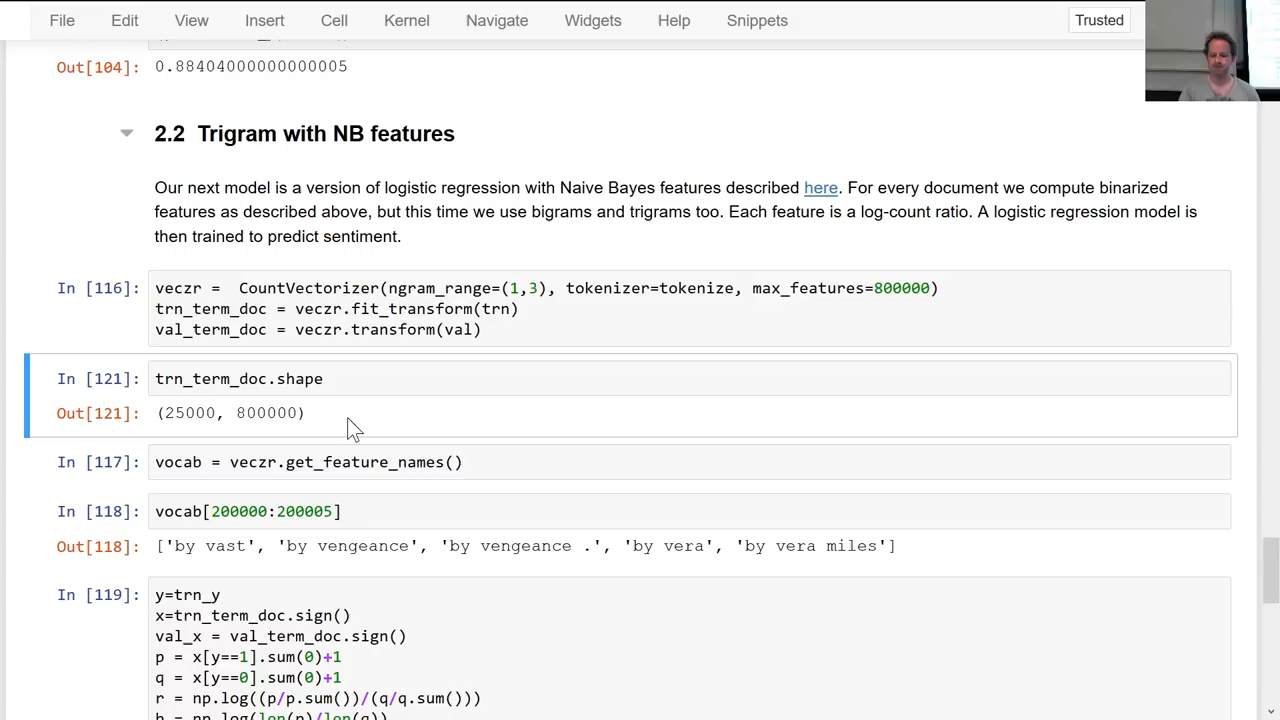 File Edit View Insert Cell Kernel Navigate Widgets Help Snippets Trusted
Out[104]: 0.88404000000000005
2.2 Trigram with NB features
Our next model is a version of logistic regression with Naive Bayes features described here. For every document we compute binarized
features as described above, but this time we use bigrams and trigrams too. Each feature is a log-count ratio. A logistic regression model is
then trained to predict sentiment.
In [116]: veczr = CountVectorizer(ngram_range=(1,3), tokenizer=tokenize, max_features=800000)
trn_term_doc = veczr.fit_transform(trn)
val_term_doc = veczr.transform(val)
In [121]: trn_term_doc.shape
Out[121]: (25000, 800000)
In [117]: vocab = veczr.get_feature_names()
In [118]: vocab[200000:200005]
Out[118]: ['by vast', 'by vengeance', 'by vengeance .', 'by vera', 'by vera miles']
In [119]: y=trn_y
x=trn_term_doc.sign()
val_x = val_term_doc.sign()
p = x[y==1].sum(0)+1
q = x[y==0].sum(0)+1
r = np.log((p/p.sum())/(q/q.sum()))
b = np.log(len(p)/len(q))